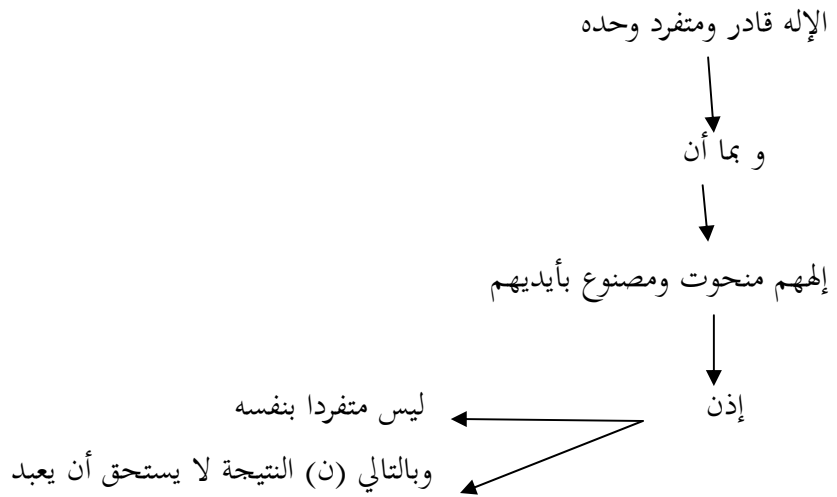 الإله قادر ومتفرد وحده
و بما أن
إلههم منحوت ومصنوع بأيديهم
إذن
ليس متفردا بنفسه
وبالتالي (ن) النتيجة لا يستحق أن يعبد